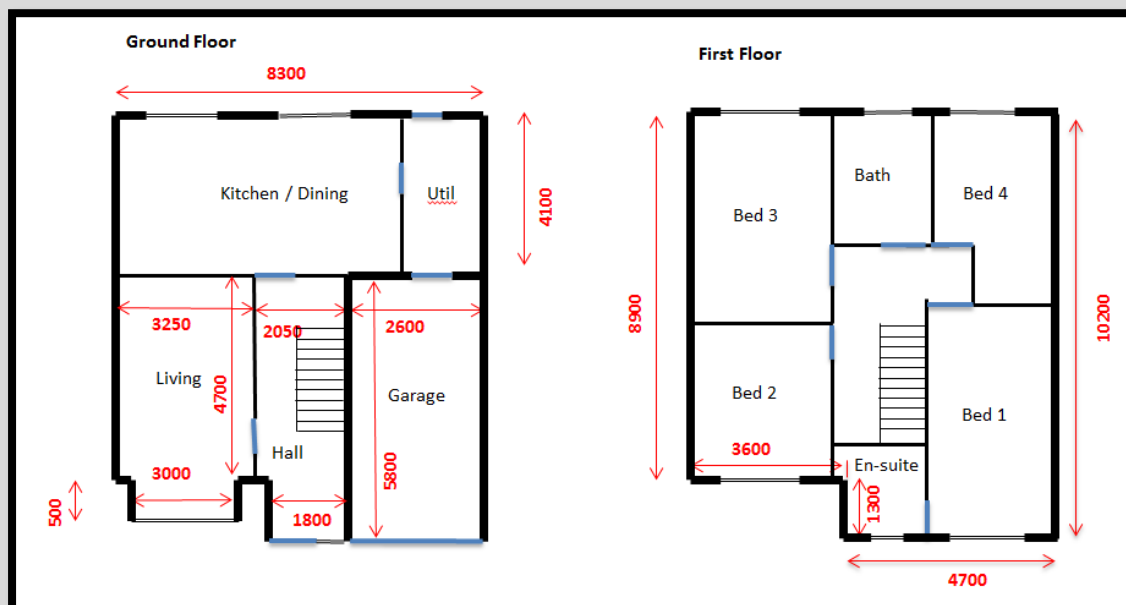 Ground Floor
8300
Kitchen / Dining
Util
4100
3250
2050
2600
Living
4700
Garage
Hall
5800
3000
500
1800
First Floor
Bath
Bed 3
Bed 4
8900
10200
Bed 2
Bed 1
3600
En-suite
1300
4700